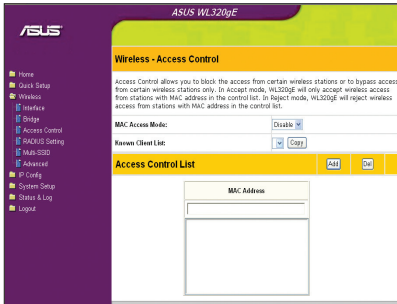 ASUS WL320gE
ASUS
Home
Quick Setup
Wireless
Interface
Bridge
Access Control
RADIUS Setting
Multi-SSID
Advanced
IP Config
System Setup
Status & Log
Logout
Wireless - Access Control
Access Control allows you to block the access from certain wireless stations or to bypass access
from certain wireless stations only. In Accept mode, WL320gE will only accept wireless access
from stations with MAC address in the control list. In Reject mode, WL320gE will reject wireless
access from stations with MAC address in the control list.
MAC Access Mode: Disable
Known Client List: Copy
Access Control List Add Del
MAC Address